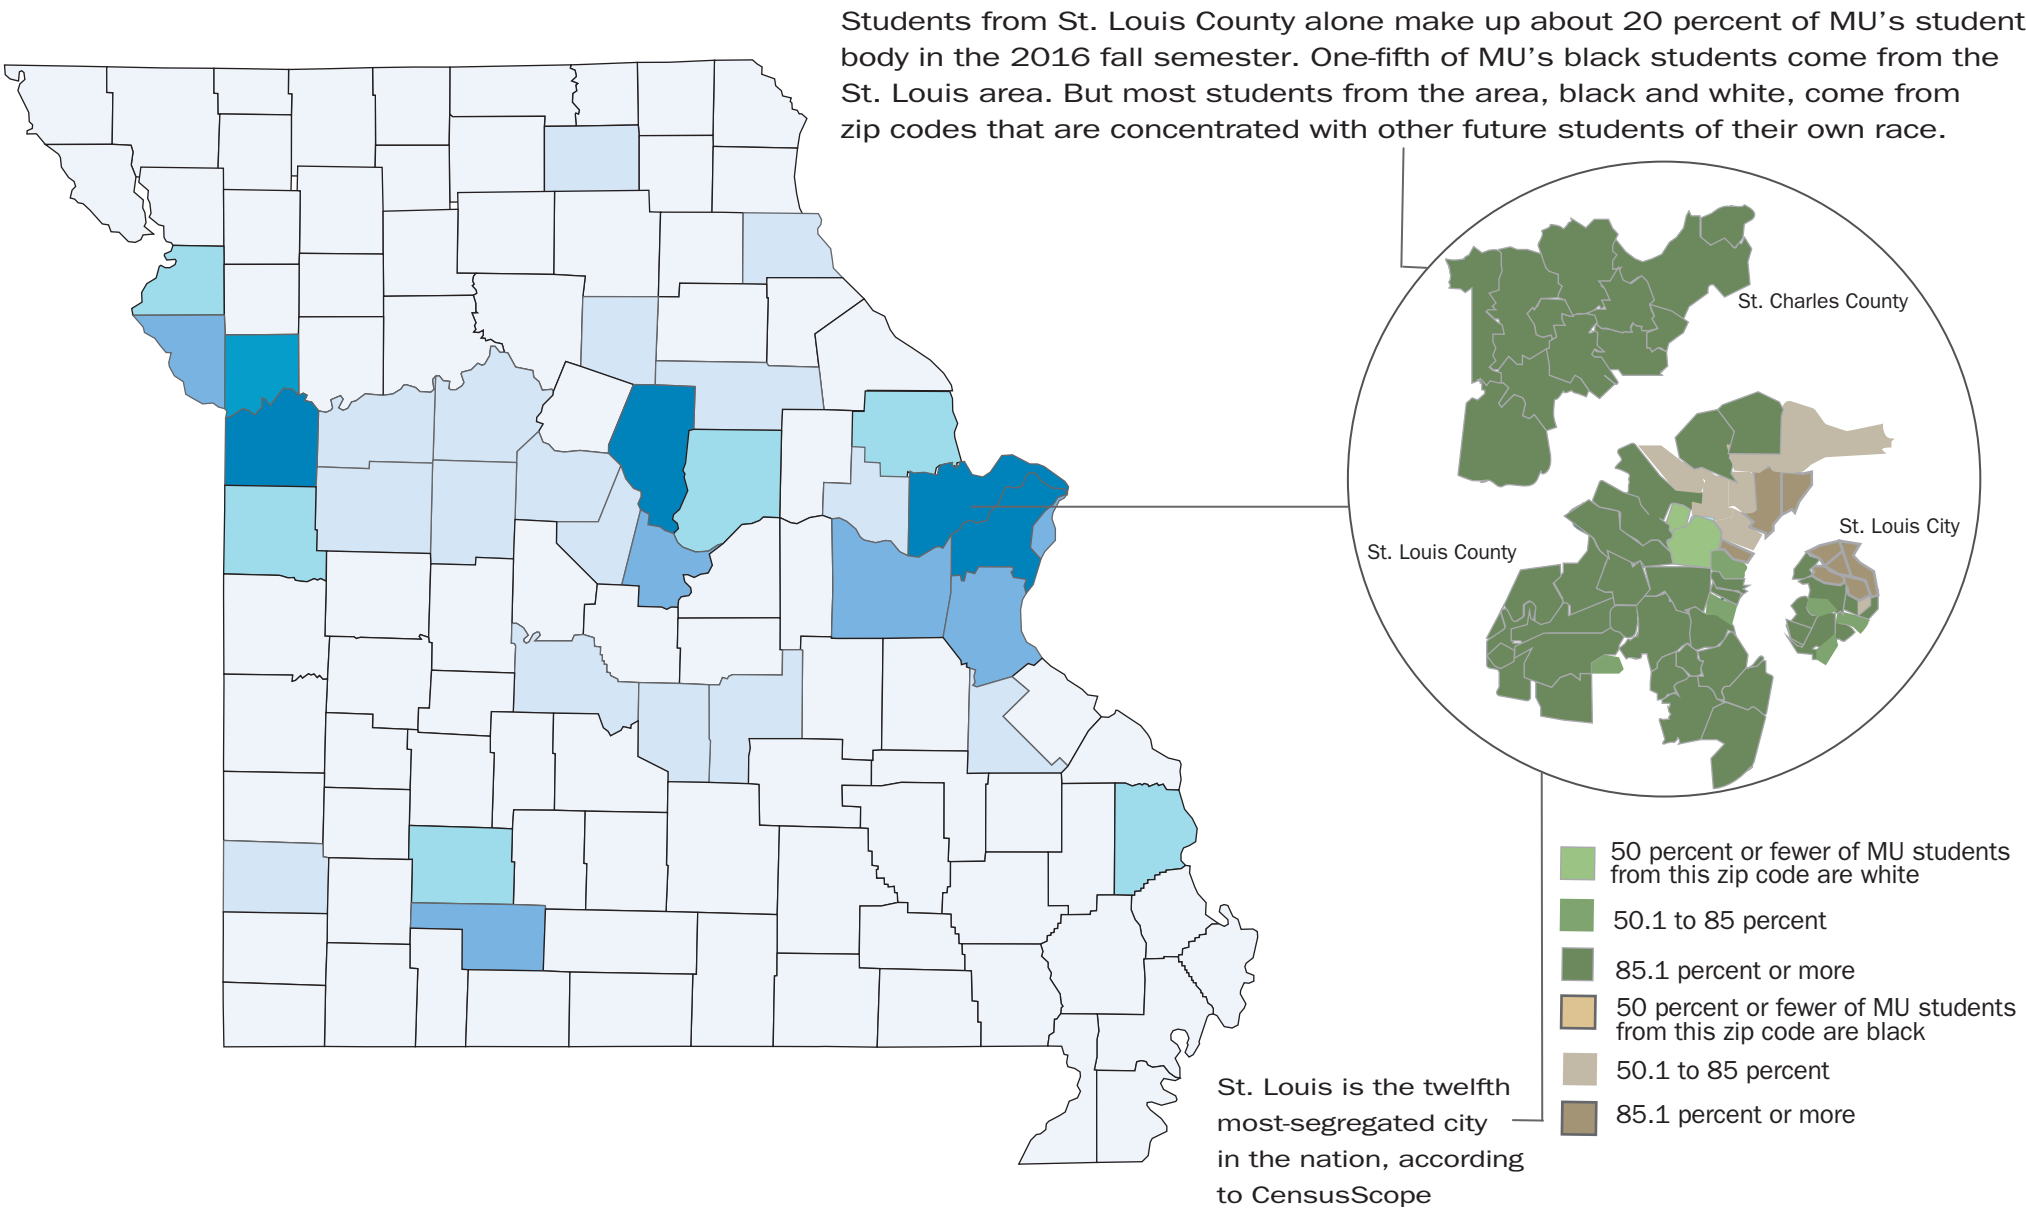 Students from St. Louis County alone make up about 20 percent of MU’s student
body in the 2016 fall semester. One-fifth of MU’s black students come from the
St. Louis area. But most students from the area, black and white, come from
zip codes that are concentrated with other future students of their own race.
St. Charles County
St. Louis City
St. Louis County
50 percent or fewer of MU students
from this zip code are white
50.1 to 85 percent
85.1 percent or more
50 percent or fewer of MU students
from this zip code are black
50.1 to 85 percent
85.1 percent or more
St. Louis is the twelfth
most-segregated city
in the nation, according
to CensusScope